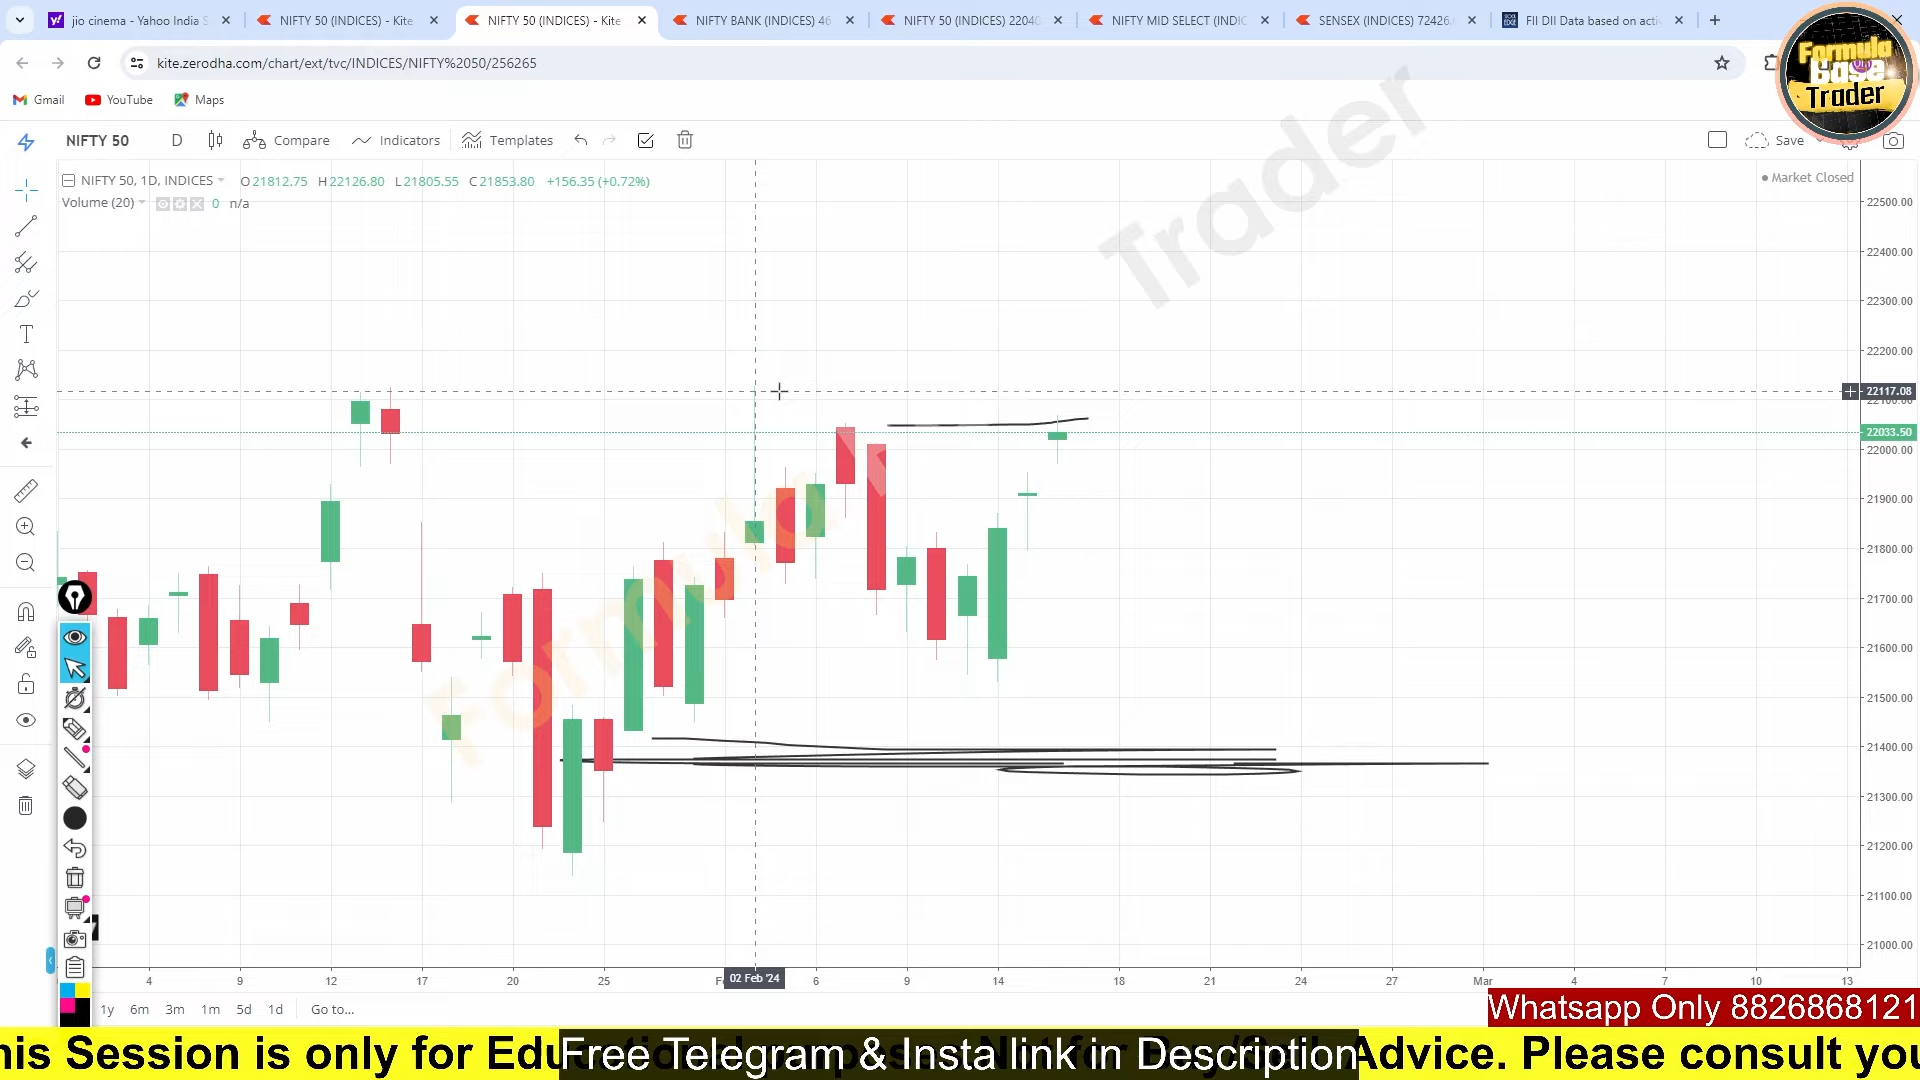 jio cinema - Yahoo India S
NIFTY 50 (INDICES) - Kite
NIFTY 50 (INDICES) - Kite
NIFTY BANK (INDICES) 46
NIFTY 50 (INDICES) 2204
NIFTY MID SELECT (INDIC
SENSEX (INDICES) 72426.
FII DII Data based on acti
kite.zerodha.com/chart/ext/tvc/INDICES/NIFTY%2050/256265
Gmail
YouTube
Maps
Formula
Base
Trader
NIFTY 50
D
Compare
Indicators
Templates
Save
NIFTY 50, 1D, INDICES
O21812.75 H22126.80 L21805.55 C21853.80 +156.35 (+0.72%)
Market Closed
Volume (20)
0 n/a
Trader
Formula
22500.00
22400.00
22300.00
22200.00
22117.08
22100.00
22033.50
22000.00
21900.00
21800.00
21700.00
21600.00
21500.00
21400.00
21300.00
21200.00
21100.00
21000.00
4 9 12 17 20 25 02 Feb '24 6 9 14 18 21 24 27 Mar 4 7 10 13
1y 6m 3m 1m 5d 1d Go to...
Whatsapp Only 8826868121
his Session is only for Edu
Free Telegram & Insta link in Description
Advice. Please consult you